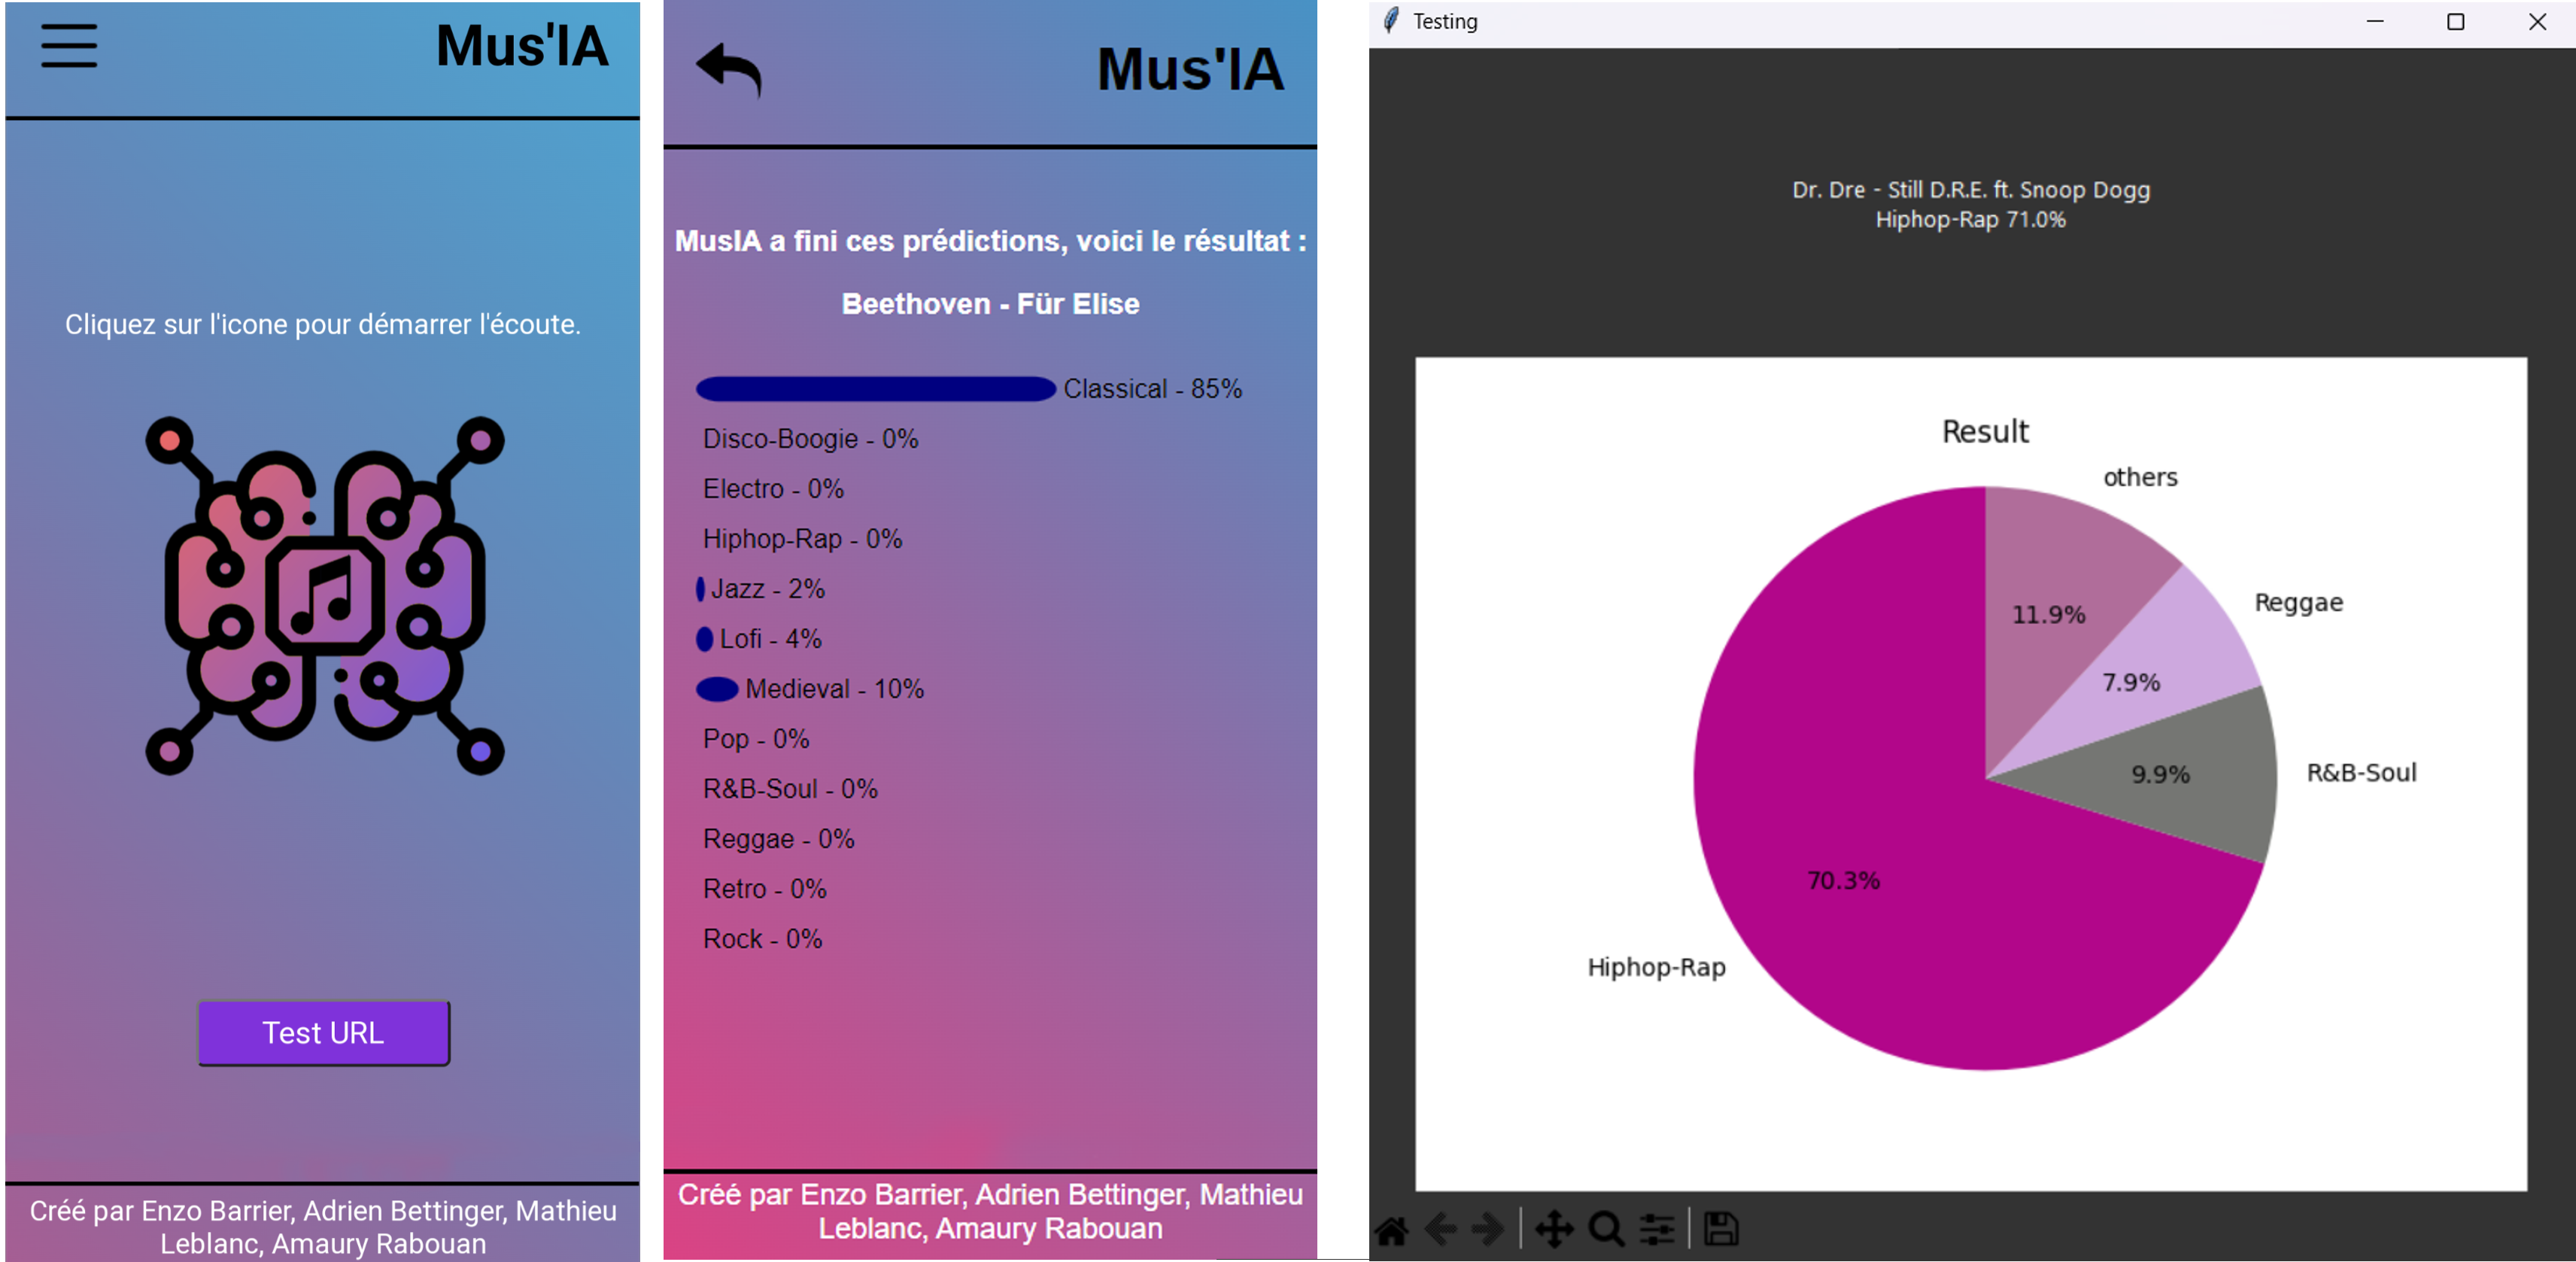 Mus'IA
Cliquez sur l'icone pour démarrer l'écoute.
Test URL
Créé par Enzo Barrier, Adrien Bettinger, Mathieu
Leblanc, Amaury Rabouan
Mus'IA
MusIA a fini ces prédictions, voici le résultat :
Beethoven - Für Elise
Classical - 85%
Disco-Boogie - 0%
Electro - 0%
Hiphop-Rap - 0%
Jazz - 2%
Lofi - 4%
Medieval - 10%
Pop - 0%
R&B-Soul - 0%
Reggae - 0%
Retro - 0%
Rock - 0%
Créé par Enzo Barrier, Adrien Bettinger, Mathieu
Leblanc, Amaury Rabouan
Testing
Dr. Dre - Still D.R.E. ft. Snoop Dogg
Hiphop-Rap 71.0%
Result
others
11.9%
Reggae
7.9%
R&B-Soul
9.9%
70.3%
Hiphop-Rap